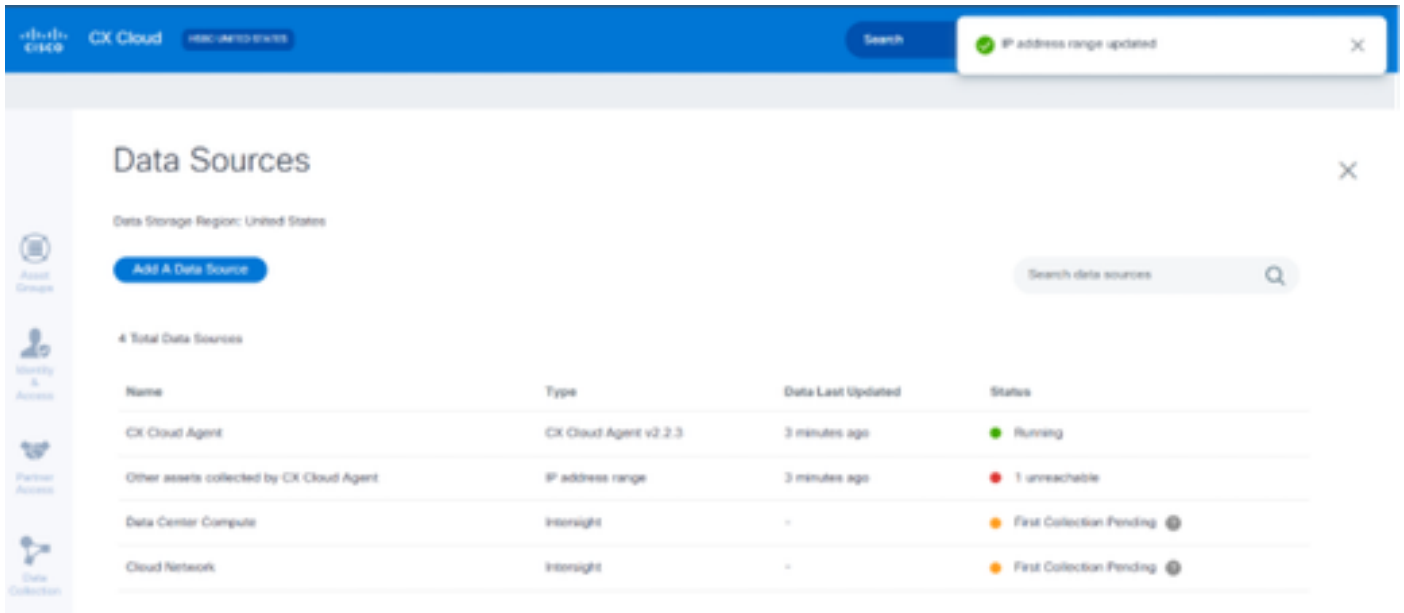 cisco
CX Cloud
HSBC UNITED STATES
Search
IP address range updated
Data Sources
Data Storage Region: United States
Add A Data Source
Search data sources
4 Total Data Sources
Name Type Data Last Updated Status
CX Cloud Agent CX Cloud Agent v2.2.3 3 minutes ago Running
Other assets collected by CX Cloud Agent IP address range 3 minutes ago 1 unreachable
Data Center Compute Intersight - First Collection Pending ?
Cloud Network Intersight - First Collection Pending ?
Asset
Groups
Identity
&
Access
Partner
Access
Data
Collection